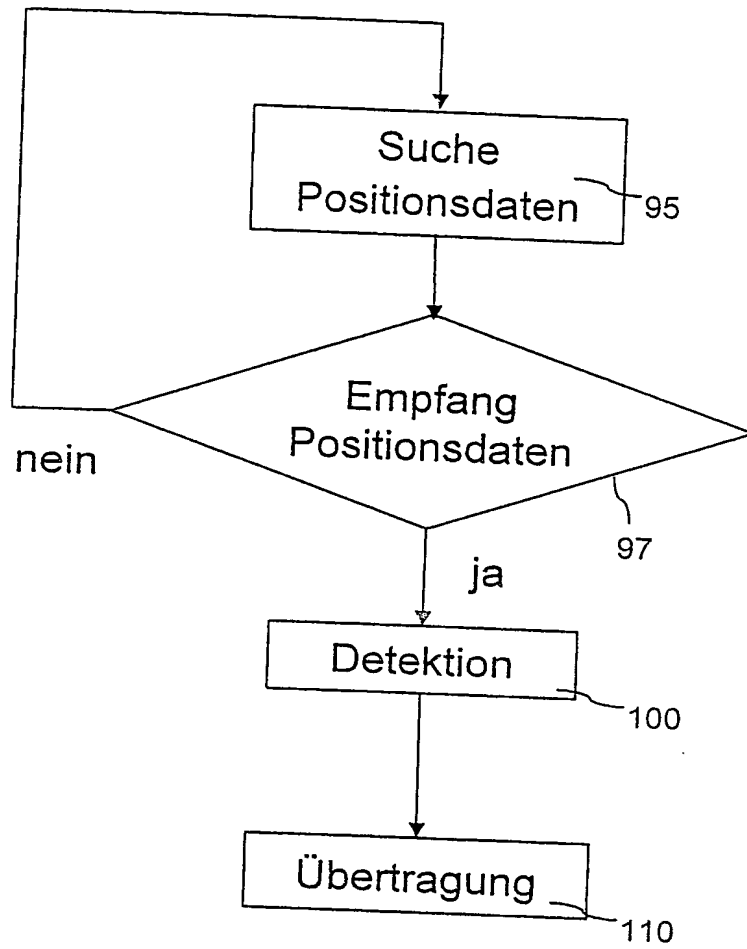 Suche
Positionsdaten
95
Empfang
Positionsdaten
nein
97
ja
Detektion
100
Übertragung
110